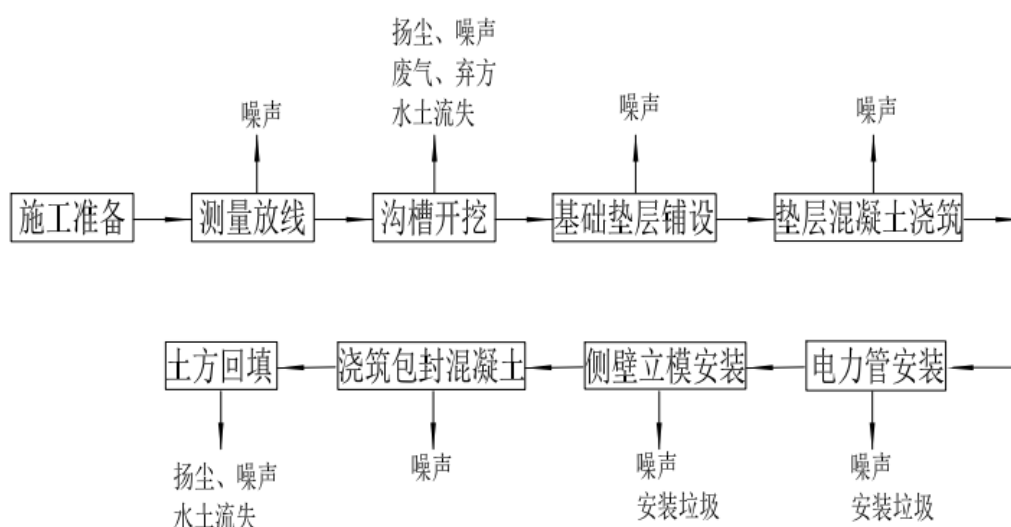 扬尘、噪声
废气、弃方
水土流失
噪声
噪声
噪声
施工准备
测量放线
沟槽开挖
基础垫层铺设
垫层混凝土浇筑
土方回填
浇筑包封混凝土
侧壁立模安装
电力管安装
扬尘、噪声
水土流失
噪声
噪声
安装垃圾
噪声
安装垃圾